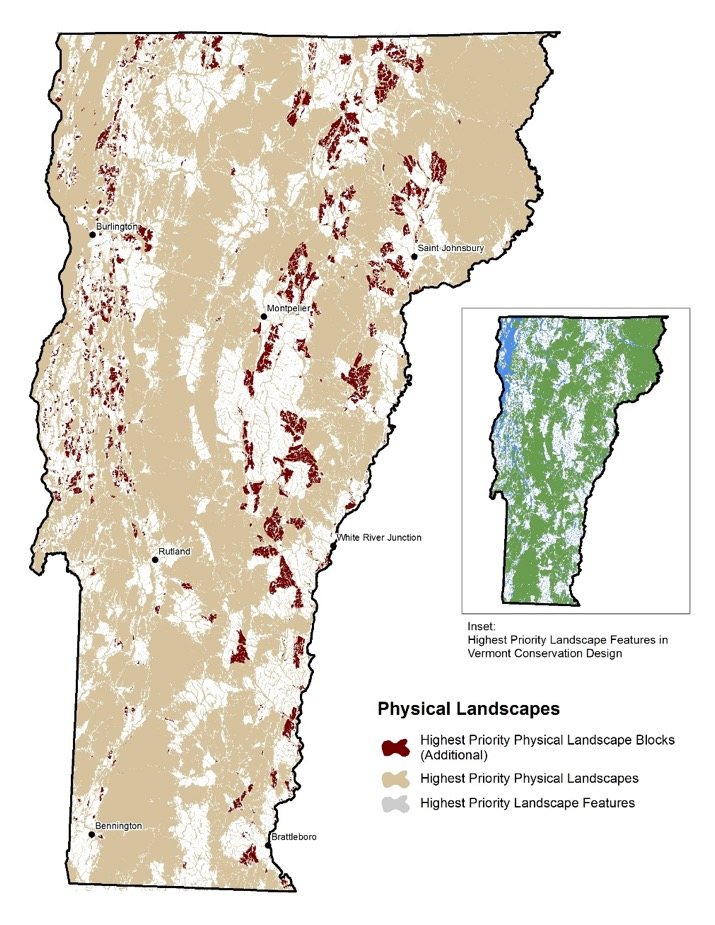 Burlington
Saint Johnsbury
Montpelier
White River Junction
Rutland
Bennington
Brattleboro
Inset:
Highest Priority Landscape Features in
Vermont Conservation Design
Physical Landscapes
Highest Priority Physical Landscape Blocks
(Additional)
Highest Priority Physical Landscapes
Highest Priority Landscape Features